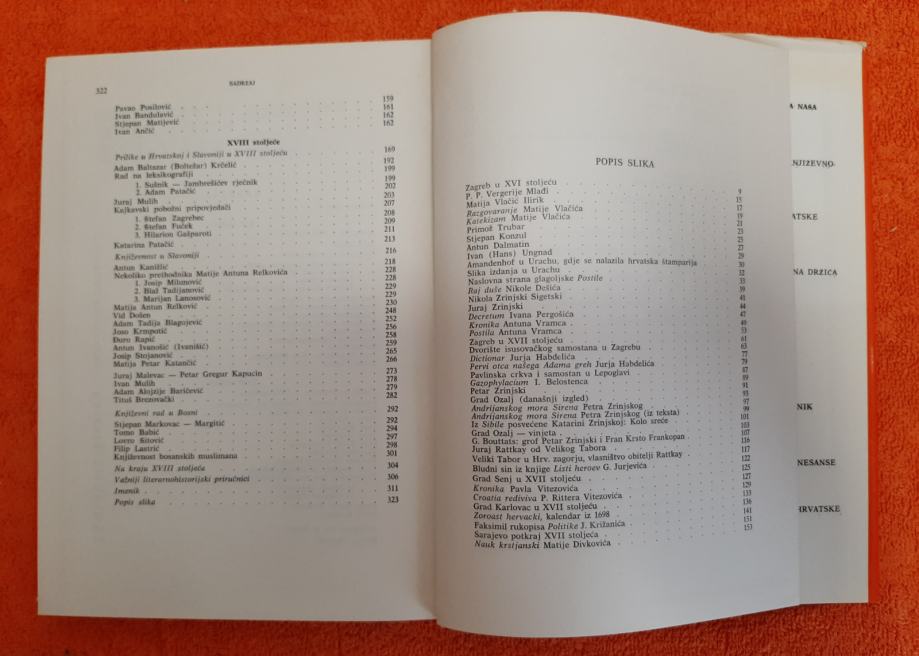 322
SADRŽAJ
Pavao Posilović . . . 159
Ivan Bandulavić . . . 161
Stjepan Matijević . . . 162
Ivan Ančić . . . 162
XVIII stoljeće
Prilike u Hrvatskoj i Slavoniji u XVIII stoljeću . . . 169
Adam Baltazar (Boltežar) Krčelić . . . 192
Rad na leksikografiji . . . 199
1. Sušnik — Jambrešićev rječnik . . . 199
2. Adam Patačić . . . 202
Juraj Mulih . . . 203
Kajkavski pobožni pripovjedači . . . 207
1. Štefan Zagrebec . . . 208
2. Štefan Fuček . . . 209
3. Hilarion Gašparoti . . . 211
Katarina Patačić . . . 213
Književnost u Slavoniji . . . 216
Antun Kanižlić . . . 218
Nekoliko prethodnika Matije Antuna Relkovića . . . 228
1. Josip Milunović . . . 228
2. Blaž Tadijanović . . . 229
3. Marijan Lanosović . . . 229
Matija Antun Relković . . . 230
Vid Došen . . . 248
Adam Tadija Blagojević . . . 252
Joso Krmpotić . . . 256
Đuro Rapić . . . 258
Antun Ivanošić (Ivanišić) . . . 259
Josip Stojanović . . . 265
Matija Petar Katančić . . . 266
Juraj Malevac — Petar Gregur Kapucin . . . 273
Ivan Mulih . . . 278
Adam Alojzije Baričević . . . 279
Tituš Brezovački . . . 282
Književni rad u Bosni . . . 292
Stjepan Markovac — Margitić . . . 292
Tomo Babić . . . 294
Lovro Šitović . . . 297
Filip Lastrić . . . 298
Književnost bosanskih muslimana . . . 301
Na kraju XVIII stoljeća . . . 304
Važniji literarnohistorijski priručnici . . . 306
Imenik . . . 311
Popis slika . . . 323
POPIS SLIKA
Zagreb u XVI stoljeću . . . 9
P. P. Vergerije Mlađi . . . 15
Matija Vlačić Ilirik . . . 17
Razgovaranje Matije Vlačića . . . 19
Katekizam Matije Vlačića . . . 21
Primož Trubar . . . 23
Stjepan Konzul . . . 25
Antun Dalmatin . . . 27
Ivan (Hans) Ungnad . . . 29
Amandenhof u Urachu, gdje se nalazila hrvatska štamparija . . . 30
Slika izdanja u Urachu . . . 32
Naslovna strana glagoljske Postile . . . 33
Raj duše Nikole Dešića . . . 39
Nikola Zrinjski Sigetski . . . 41
Juraj Zrinjski . . . 44
Decretum Ivana Pergošića . . . 47
Kronika Antuna Vramca . . . 49
Postila Antuna Vramca . . . 53
Zagreb u XVII stoljeću . . . 61
Dvorište isusovačkog samostana u Zagrebu . . . 63
Dictionar Jurja Habdelića . . . 77
Pervi otca našega Adama greh Jurja Habdelića . . . 79
Pavlinska crkva i samostan u Lepoglavi . . . 87
Gazophylacium I. Belostenca . . . 89
Petar Zrinjski . . . 91
Grad Ozalj (današnji izgled) . . . 93
Andrijanskog mora Sirena Petra Zrinjskog . . . 97
Andrijanskog mora Sirena Petra Zrinjskog (iz teksta) . . . 99
Iz Sibile posvećene Katarini Zrinjskoj: Kolo sreće . . . 101
Grad Ozalj — vinjeta . . . 103
G. Bouttats: grof Petar Zrinjski i Fran Krsto Frankopan . . . 107
Juraj Rattkay od Velikog Tabora . . . 116
Veliki Tabor u Hrv. zagorju, vlasništvo obitelji Rattkay . . . 117
Bludni sin iz knjige Listi heroev G. Jurjevića . . . 122
Grad Senj u XVII stoljeću . . . 125
Kronika Pavla Vitezovića . . . 127
Croatia rediviva P. Rittera Vitezovića . . . 129
Grad Karlovac u XVII stoljeću . . . 133
Zoroast hervacki, kalendar iz 1698 . . . 136
Faksimil rukopisa Politike J. Križanića . . . 141
Sarajevo potkraj XVII stoljeća . . . 151
Nauk krstjanski Matije Divkovića . . . 153
A NAŠA
NJIŽEVNO-
ATSKE
NA DRŽIĆA
NIK
NESANSE
HRVATSKE